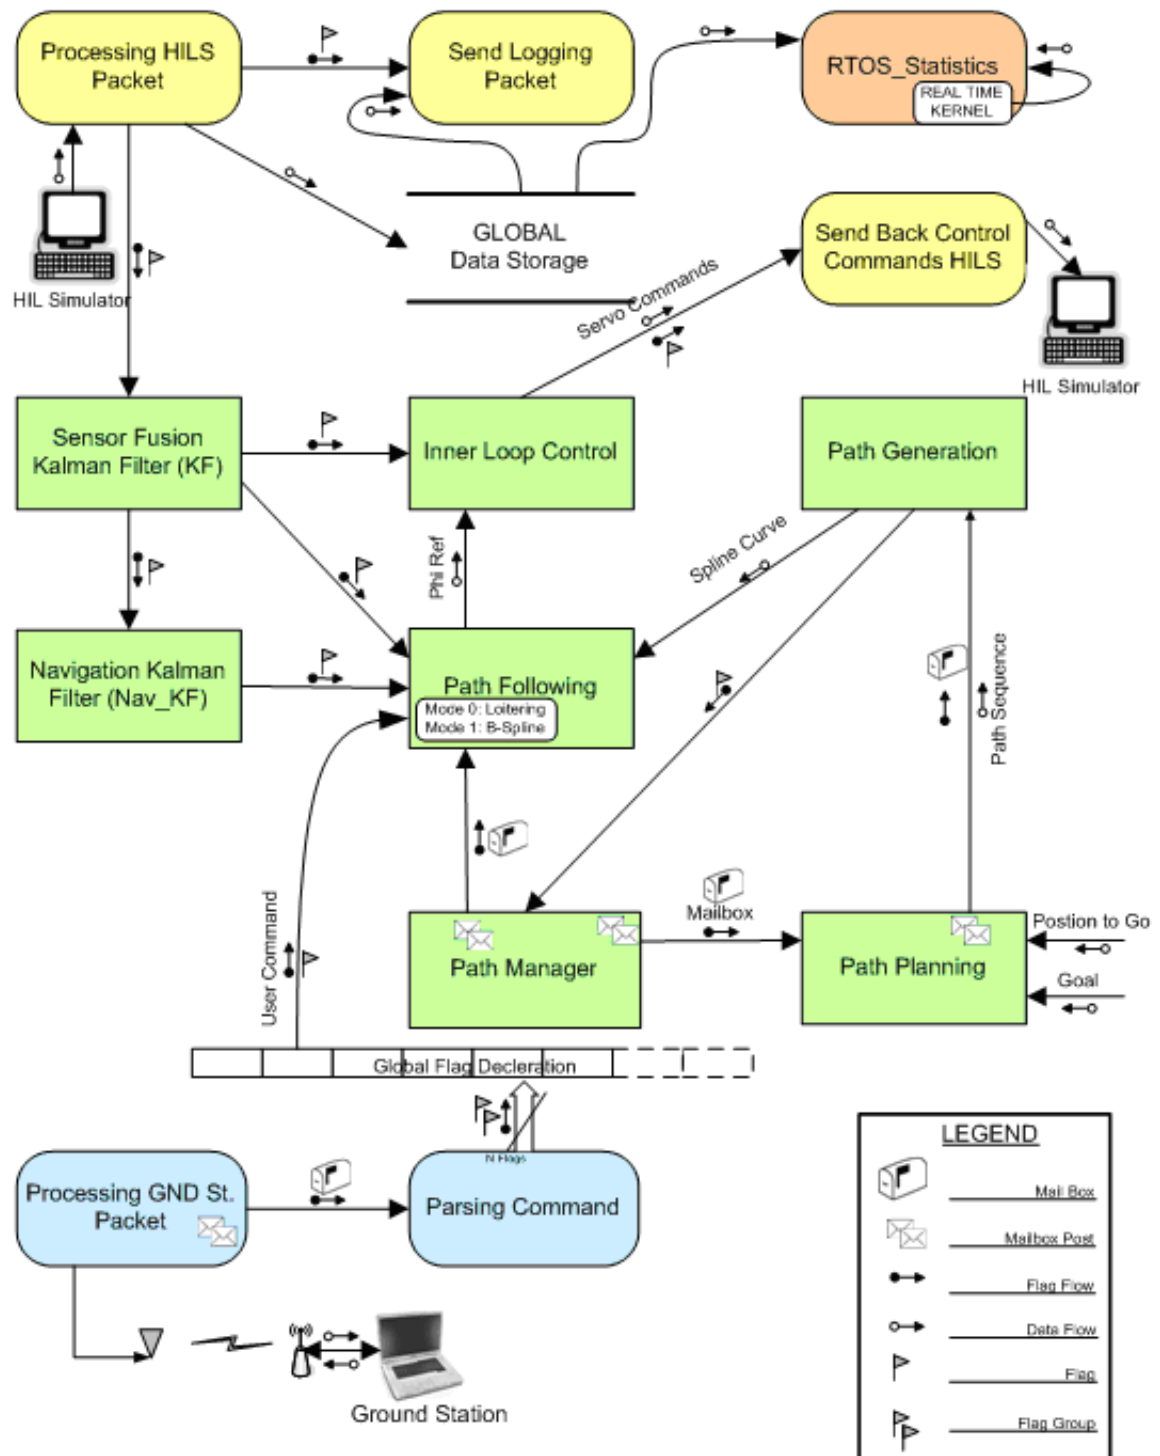 Processing HILS
Packet
Send Logging
Packet
RTOS_Statistics
REAL TIME
KERNEL
HIL Simulator
GLOBAL
Data Storage
Send Back Control
Commands HILS
HIL Simulator
Servo Commands
Sensor Fusion
Kalman Filter (KF)
Inner Loop Control
Path Generation
Phi Ref
Spline Curve
Navigation Kalman
Filter (Nav_KF)
Path Following
Mode 0: Loitering
Mode 1: B-Spline
Path Sequence
User Command
Mailbox
Path Manager
Path Planning
Postion to Go
Goal
Global Flag Decleration
N Flags
Processing GND St.
Packet
Parsing Command
Ground Station
LEGEND
Mail Box
Mailbox Post
Flag Flow
Data Flow
Flag
Flag Group